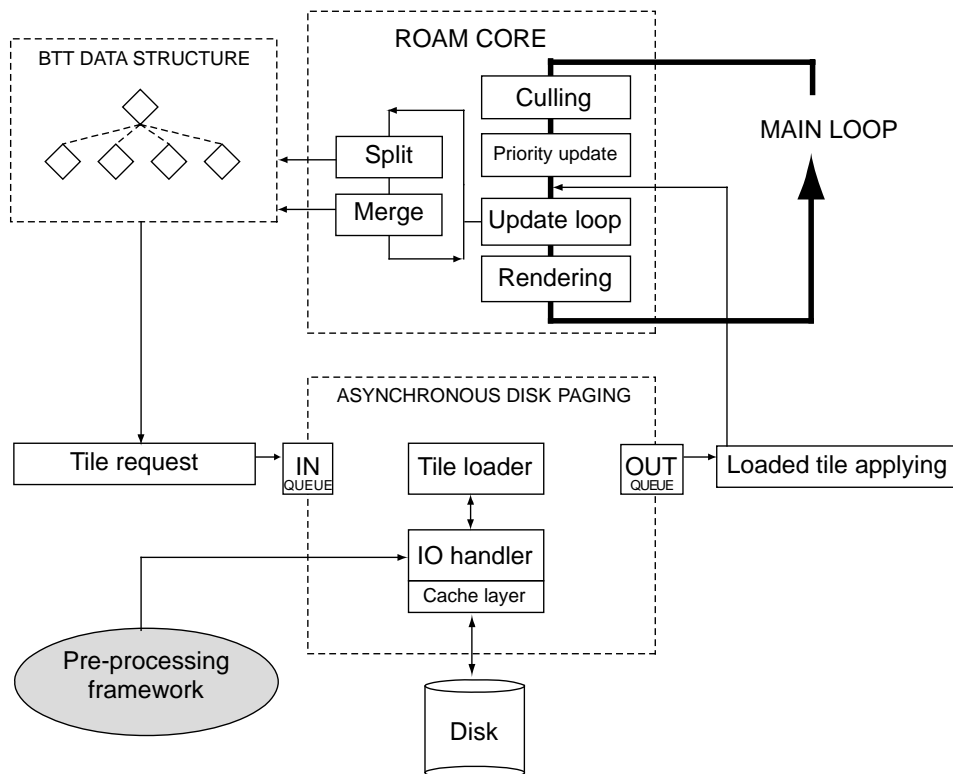 BTT DATA STRUCTURE
ROAM CORE
Culling
Priority update
Update loop
Rendering
Split
Merge
MAIN LOOP
ASYNCHRONOUS DISK PAGING
Tile request
IN
QUEUE
Tile loader
OUT
QUEUE
Loaded tile applying
IO handler
Cache layer
Pre-processing
framework
Disk